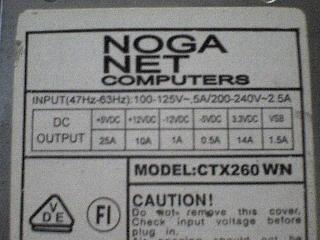 NOGA
NET
COMPUTERS
INPUT(47Hz-63Hz):100-125V~,5A/200-240V~2.5A
DC OUTPUT +5VDC +12VDC -12VDC -5VDC 3.3VDC VSB
25A 10A 1A 0.5A 14A 1.5A
MODEL:CTX260 WN
VDE
FI
CAUTION!
Do not remove this cover.
Check input voltage before
plug in.